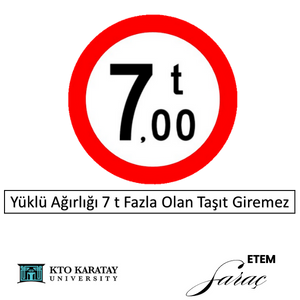 7,00 t
Yüklü Ağırlığı 7 t Fazla Olan Taşıt Giremez
KTO KARATAY
UNIVERSITY
ETEM
Saraç